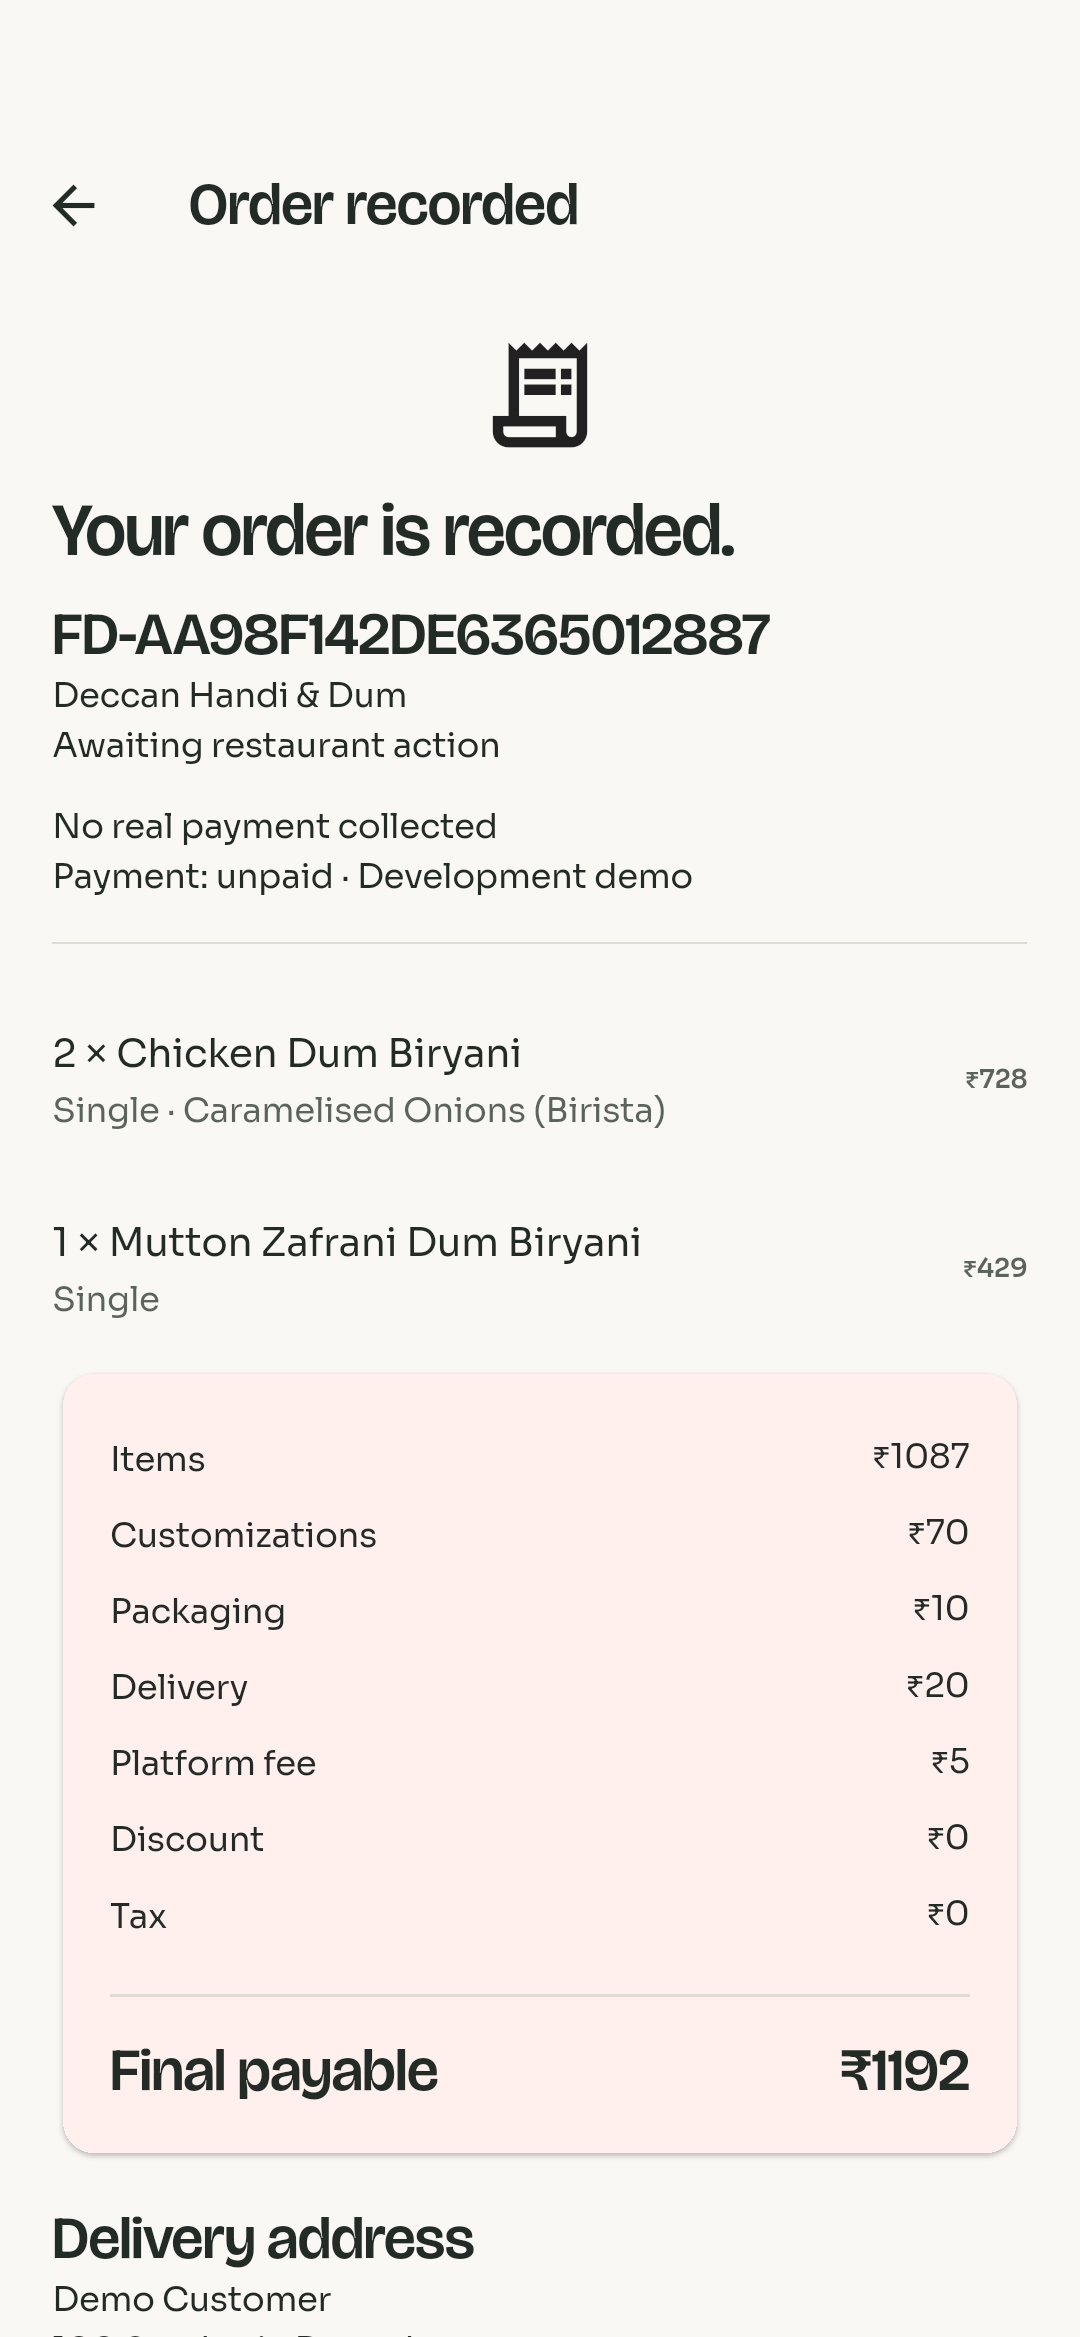 Order recorded
Your order is recorded.
FD-AA98F142DE6365012887
Deccan Handi & Dum
Awaiting restaurant action
No real payment collected
Payment: unpaid · Development demo
2 × Chicken Dum Biryani
₹728
Single · Caramelised Onions (Birista)
1 × Mutton Zafrani Dum Biryani
₹429
Single
Items ₹1087
Customizations ₹70
Packaging ₹10
Delivery ₹20
Platform fee ₹5
Discount ₹0
Tax ₹0
Final payable ₹1192
Delivery address
Demo Customer